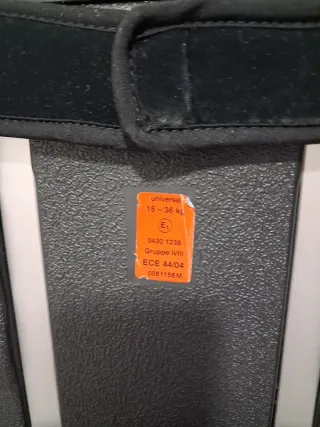 universal
15 – 36 kg
E1
0430 1238
Gruppe II/III
ECE 44/04
0081158 M